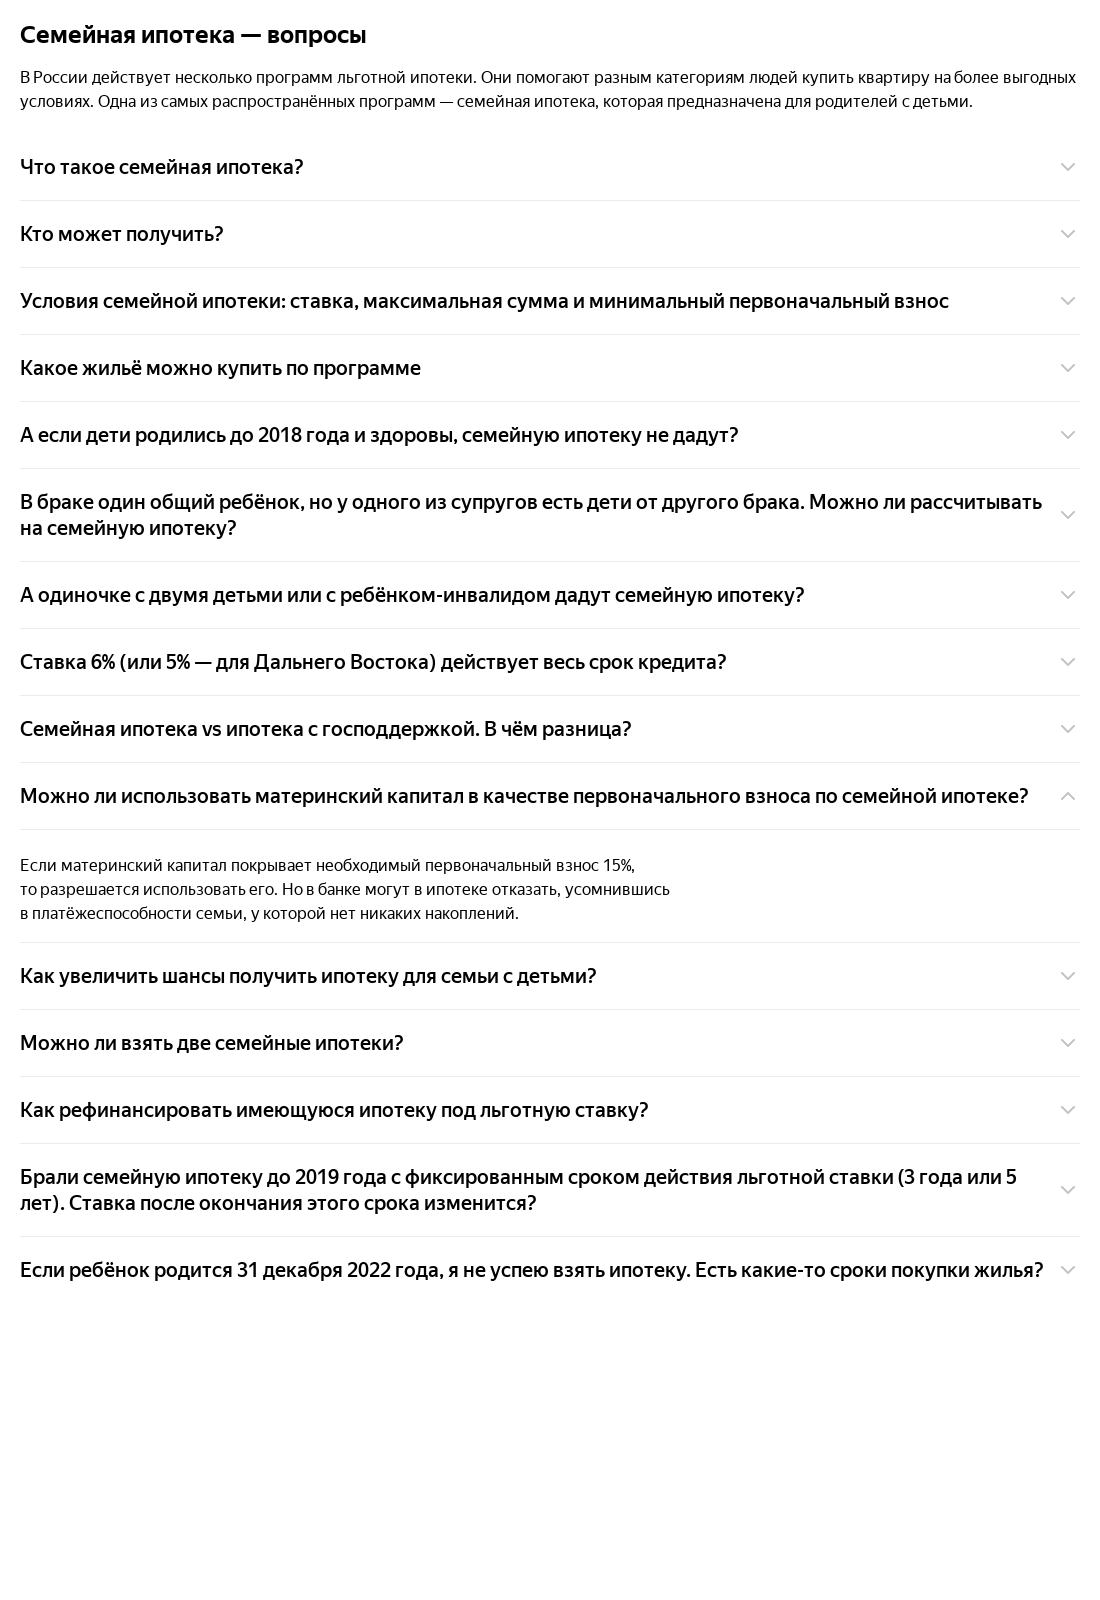 Семейная ипотека — вопросы
В России действует несколько программ льготной ипотеки. Они помогают разным категориям людей купить квартиру на более выгодных
условиях. Одна из самых распространённых программ — семейная ипотека, которая предназначена для родителей с детьми.
Что такое семейная ипотека?
Кто может получить?
Условия семейной ипотеки: ставка, максимальная сумма и минимальный первоначальный взнос
Какое жильё можно купить по программе
А если дети родились до 2018 года и здоровы, семейную ипотеку не дадут?
В браке один общий ребёнок, но у одного из супругов есть дети от другого брака. Можно ли рассчитывать
на семейную ипотеку?
А одиночке с двумя детьми или с ребёнком-инвалидом дадут семейную ипотеку?
Ставка 6% (или 5% — для Дальнего Востока) действует весь срок кредита?
Семейная ипотека vs ипотека с господдержкой. В чём разница?
Можно ли использовать материнский капитал в качестве первоначального взноса по семейной ипотеке?
Если материнский капитал покрывает необходимый первоначальный взнос 15%,
то разрешается использовать его. Но в банке могут в ипотеке отказать, усомнившись
в платёжеспособности семьи, у которой нет никаких накоплений.
Как увеличить шансы получить ипотеку для семьи с детьми?
Можно ли взять две семейные ипотеки?
Как рефинансировать имеющуюся ипотеку под льготную ставку?
Брали семейную ипотеку до 2019 года с фиксированным сроком действия льготной ставки (3 года или 5
лет). Ставка после окончания этого срока изменится?
Если ребёнок родится 31 декабря 2022 года, я не успею взять ипотеку. Есть какие-то сроки покупки жилья?